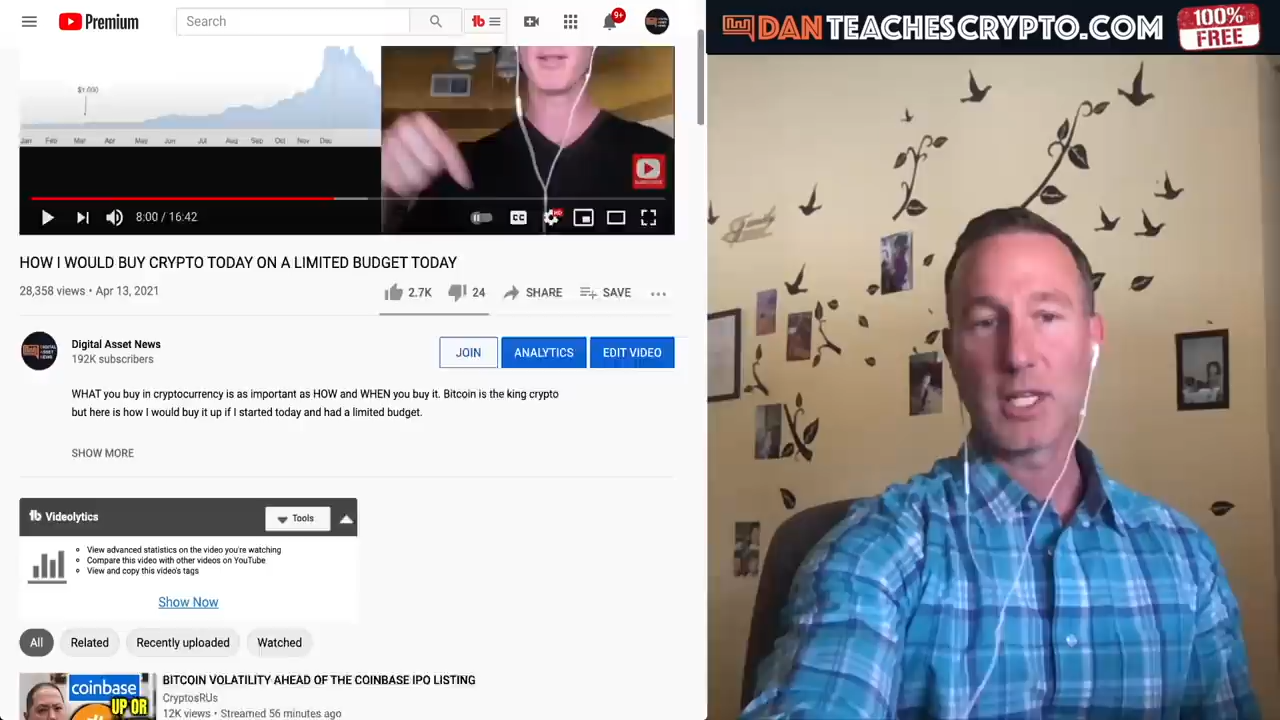 Premium
Search
tb
9+
DANTEACHESCRYPTO.COM
100%
FREE
$1,000
Jan Feb Mar Apr May Jun Jul Aug Sep Oct Nov Dec
8:00 / 16:42
CC
HD
HOW I WOULD BUY CRYPTO TODAY ON A LIMITED BUDGET TODAY
28,358 views • Apr 13, 2021
2.7K
24
SHARE
SAVE
Digital Asset News
192K subscribers
JOIN
ANALYTICS
EDIT VIDEO
WHAT you buy in cryptocurrency is as important as HOW and WHEN you buy it. Bitcoin is the king crypto
but here is how I would buy it up if I started today and had a limited budget.
SHOW MORE
tb Videolytics
Tools
View advanced statistics on the video you're watching
Compare this video with other videos on YouTube
View and copy this video's tags
Show Now
All
Related
Recently uploaded
Watched
coinbase
UP OR
BITCOIN VOLATILITY AHEAD OF THE COINBASE IPO LISTING
CryptosRUs
12K views • Streamed 56 minutes ago